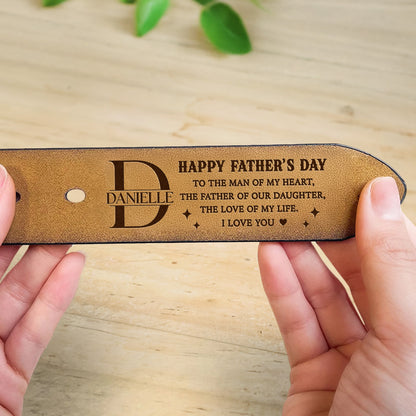 D
DANIELLE
HAPPY FATHER'S DAY
TO THE MAN OF MY HEART,
THE FATHER OF OUR DAUGHTER,
THE LOVE OF MY LIFE.
I LOVE YOU ♥